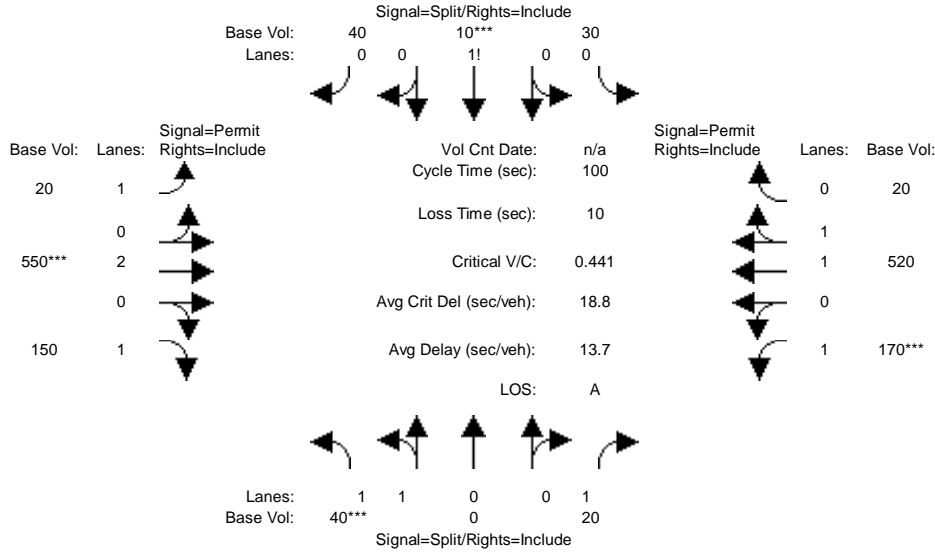 Signal=Split/Rights=Include
Base Vol: 40 10*** 30
Lanes: 0 0 1! 0 0
Signal=Permit Signal=Permit
Base Vol: Lanes: Rights=Include Vol Cnt Date: n/a Rights=Include Lanes: Base Vol:
Cycle Time (sec): 100
20 1 0 20
Loss Time (sec): 10
0 1
550*** 2 Critical V/C: 0.441 1 520
0 Avg Crit Del (sec/veh): 18.8 0
150 1 Avg Delay (sec/veh): 13.7 1 170***
LOS: A
Lanes: 1 1 0 0 1
Base Vol: 40*** 0 20
Signal=Split/Rights=Include